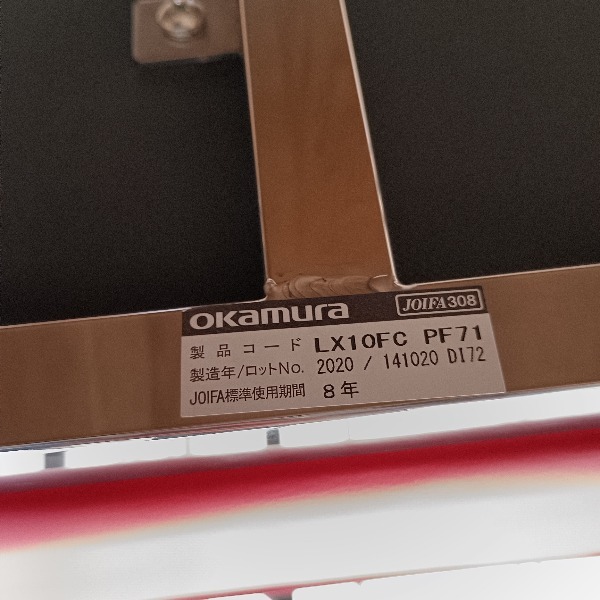 okamura JOIFA308
製品コード LX10FC PF71
製造年/ロットNo. 2020 / 141020 D172
JOIFA標準使用期間 8年